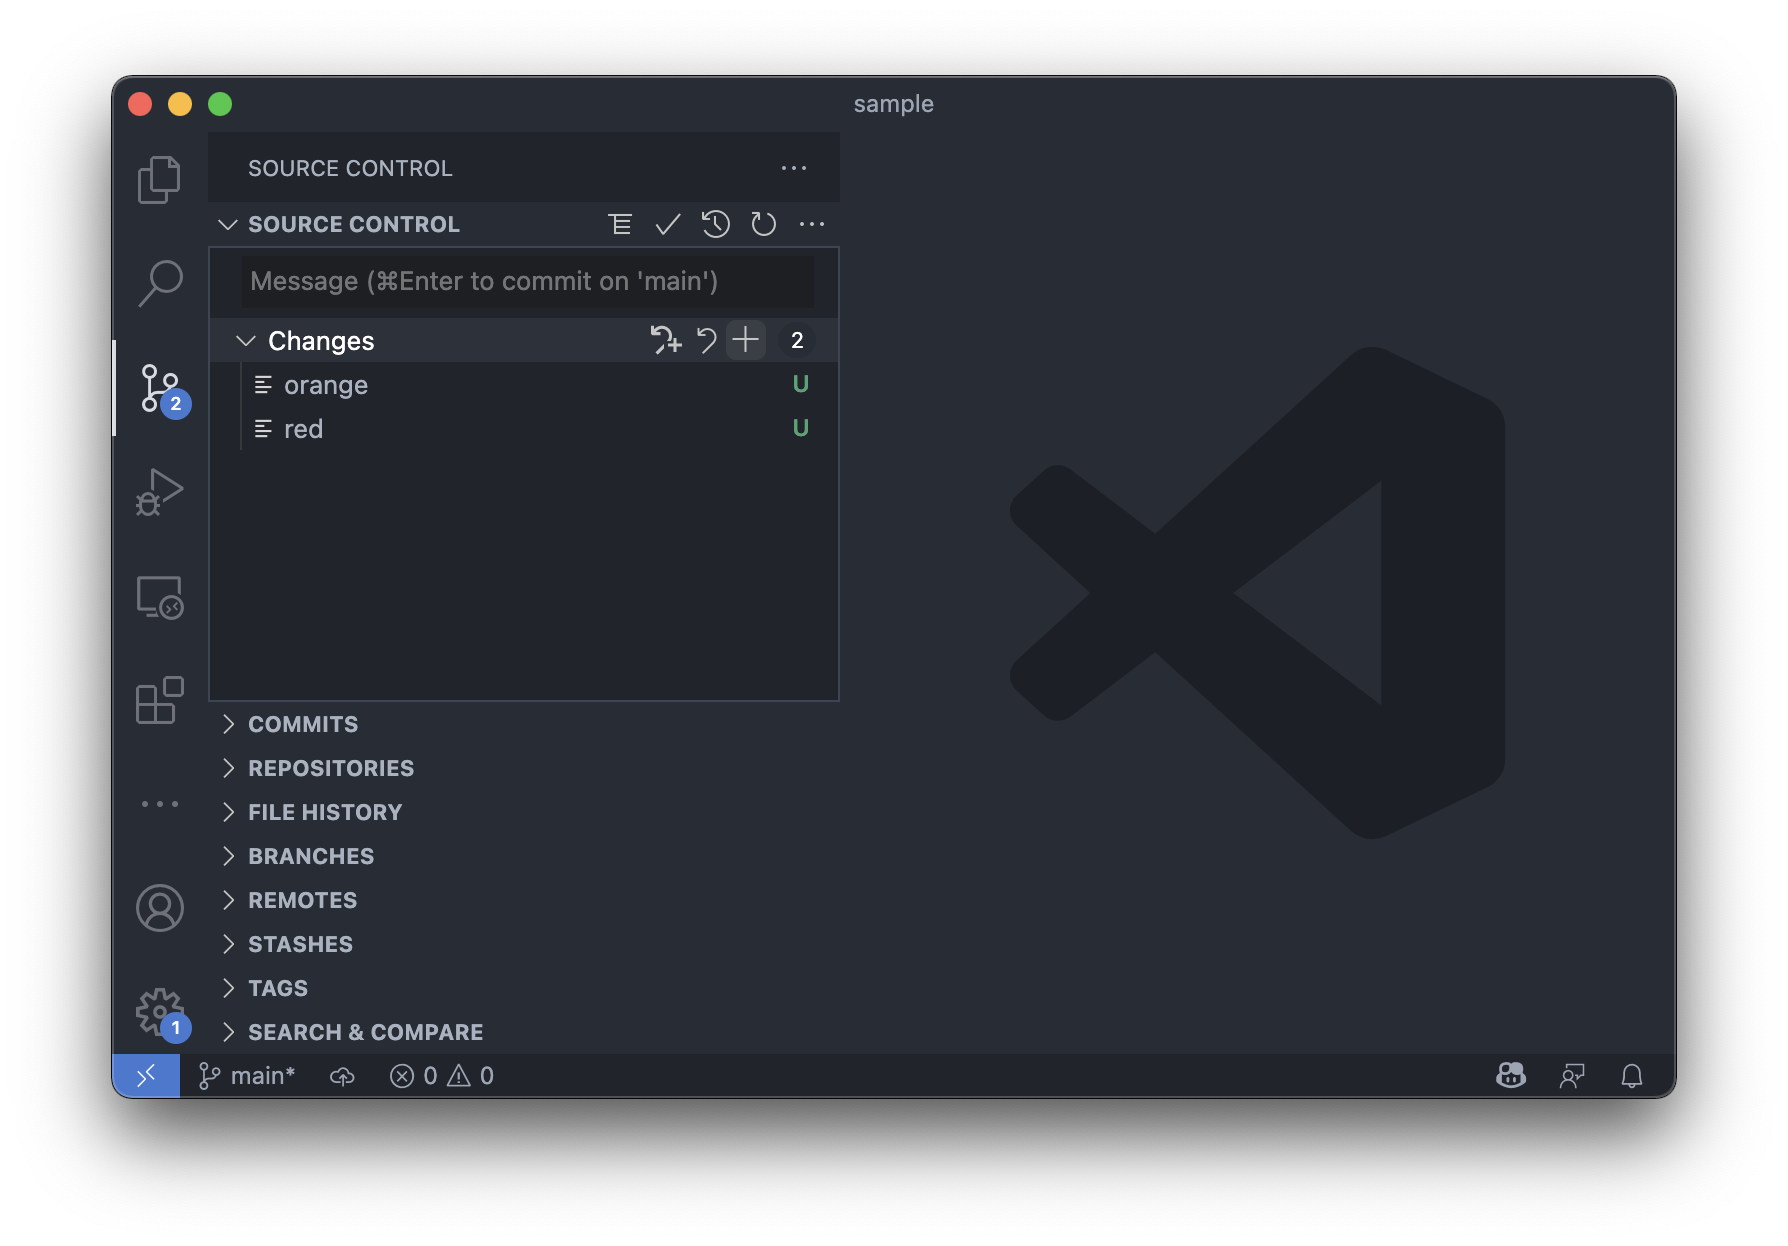 sample
SOURCE CONTROL
SOURCE CONTROL
Message (⌘Enter to commit on 'main')
Changes 2
orange U
red U
2
COMMITS
REPOSITORIES
FILE HISTORY
BRANCHES
REMOTES
STASHES
TAGS
SEARCH & COMPARE
1
main* 0 0